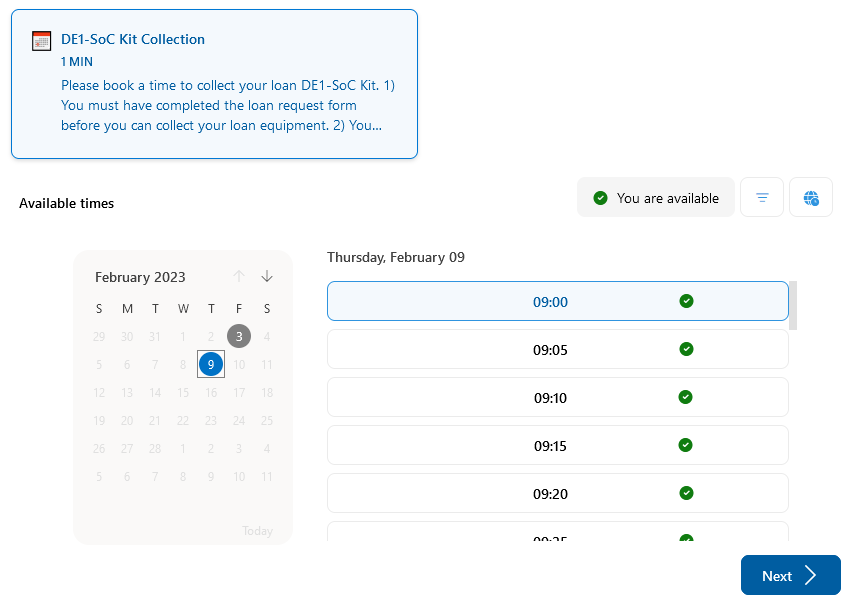 DE1-SoC Kit Collection
1 MIN
Please book a time to collect your loan DE1-SoC Kit. 1)
You must have completed the loan request form
before you can collect your loan equipment. 2) You...
Available times
You are available
February 2023
S M T W T F S
29 30 31 1 2 3 4
5 6 7 8 9 10 11
12 13 14 15 16 17 18
19 20 21 22 23 24 25
26 27 28 1 2 3 4
5 6 7 8 9 10 11
Today
Thursday, February 09
09:00
09:05
09:10
09:15
09:20
09:25
Next